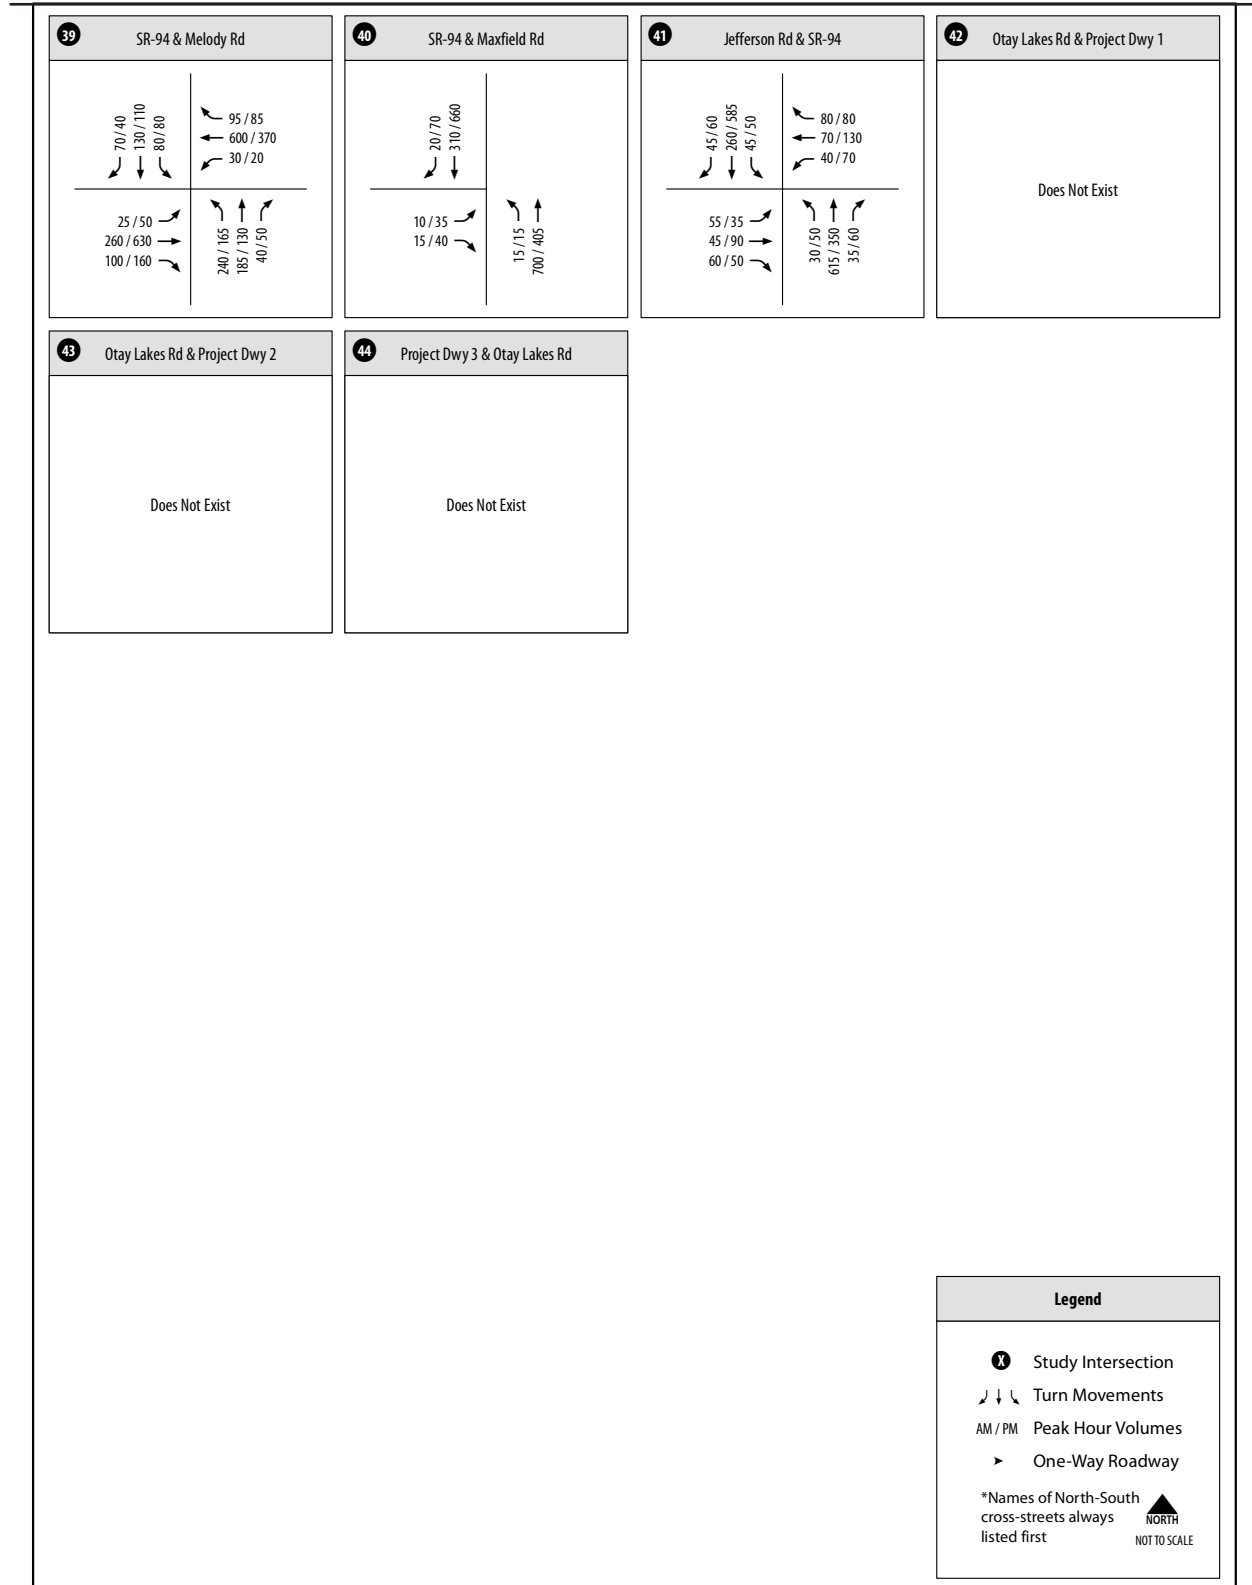 39 SR-94 & Melody Rd
70 / 40
130 / 110
80 / 80
95 / 85
600 / 370
30 / 20
25 / 50
260 / 630
100 / 160
240 / 165
185 / 130
40 / 50
40 SR-94 & Maxfield Rd
20 / 70
310 / 660
10 / 35
15 / 40
15 / 15
700 / 405
41 Jefferson Rd & SR-94
45 / 60
260 / 585
45 / 50
80 / 80
70 / 130
40 / 70
55 / 35
45 / 90
60 / 50
30 / 50
615 / 350
35 / 60
42 Otay Lakes Rd & Project Dwy 1
Does Not Exist
43 Otay Lakes Rd & Project Dwy 2
Does Not Exist
44 Project Dwy 3 & Otay Lakes Rd
Does Not Exist
Legend
X Study Intersection
Turn Movements
AM / PM Peak Hour Volumes
One-Way Roadway
*Names of North-South
cross-streets always
listed first
NORTH
NOT TO SCALE